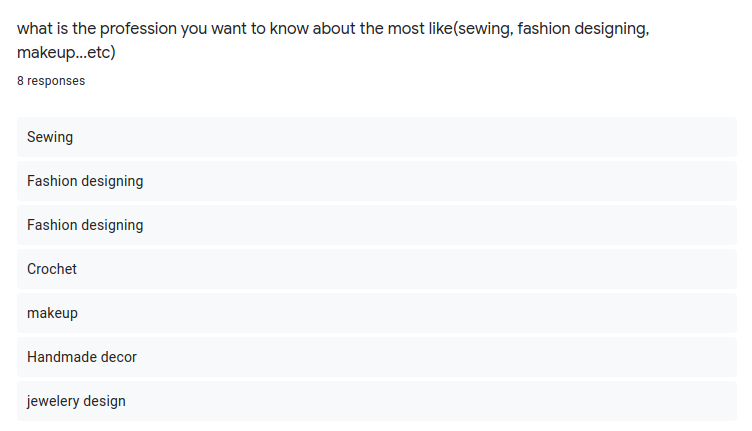 what is the profession you want to know about the most like(sewing, fashion designing,
makeup...etc)
8 responses
Sewing
Fashion designing
Fashion designing
Crochet
makeup
Handmade decor
jewelery design